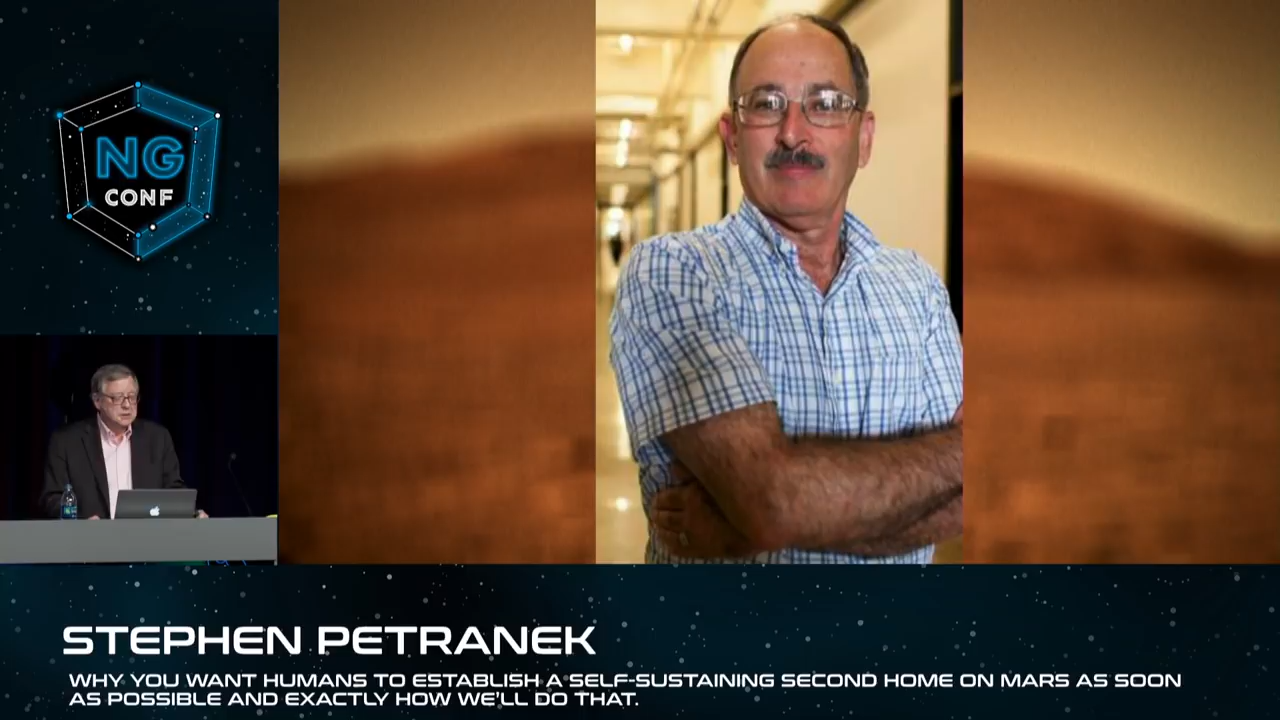 NG
CONF
STEPHEN PETRANEK
WHY YOU WANT HUMANS TO ESTABLISH A SELF-SUSTAINING SECOND HOME ON MARS AS SOON
AS POSSIBLE AND EXACTLY HOW WE'LL DO THAT.